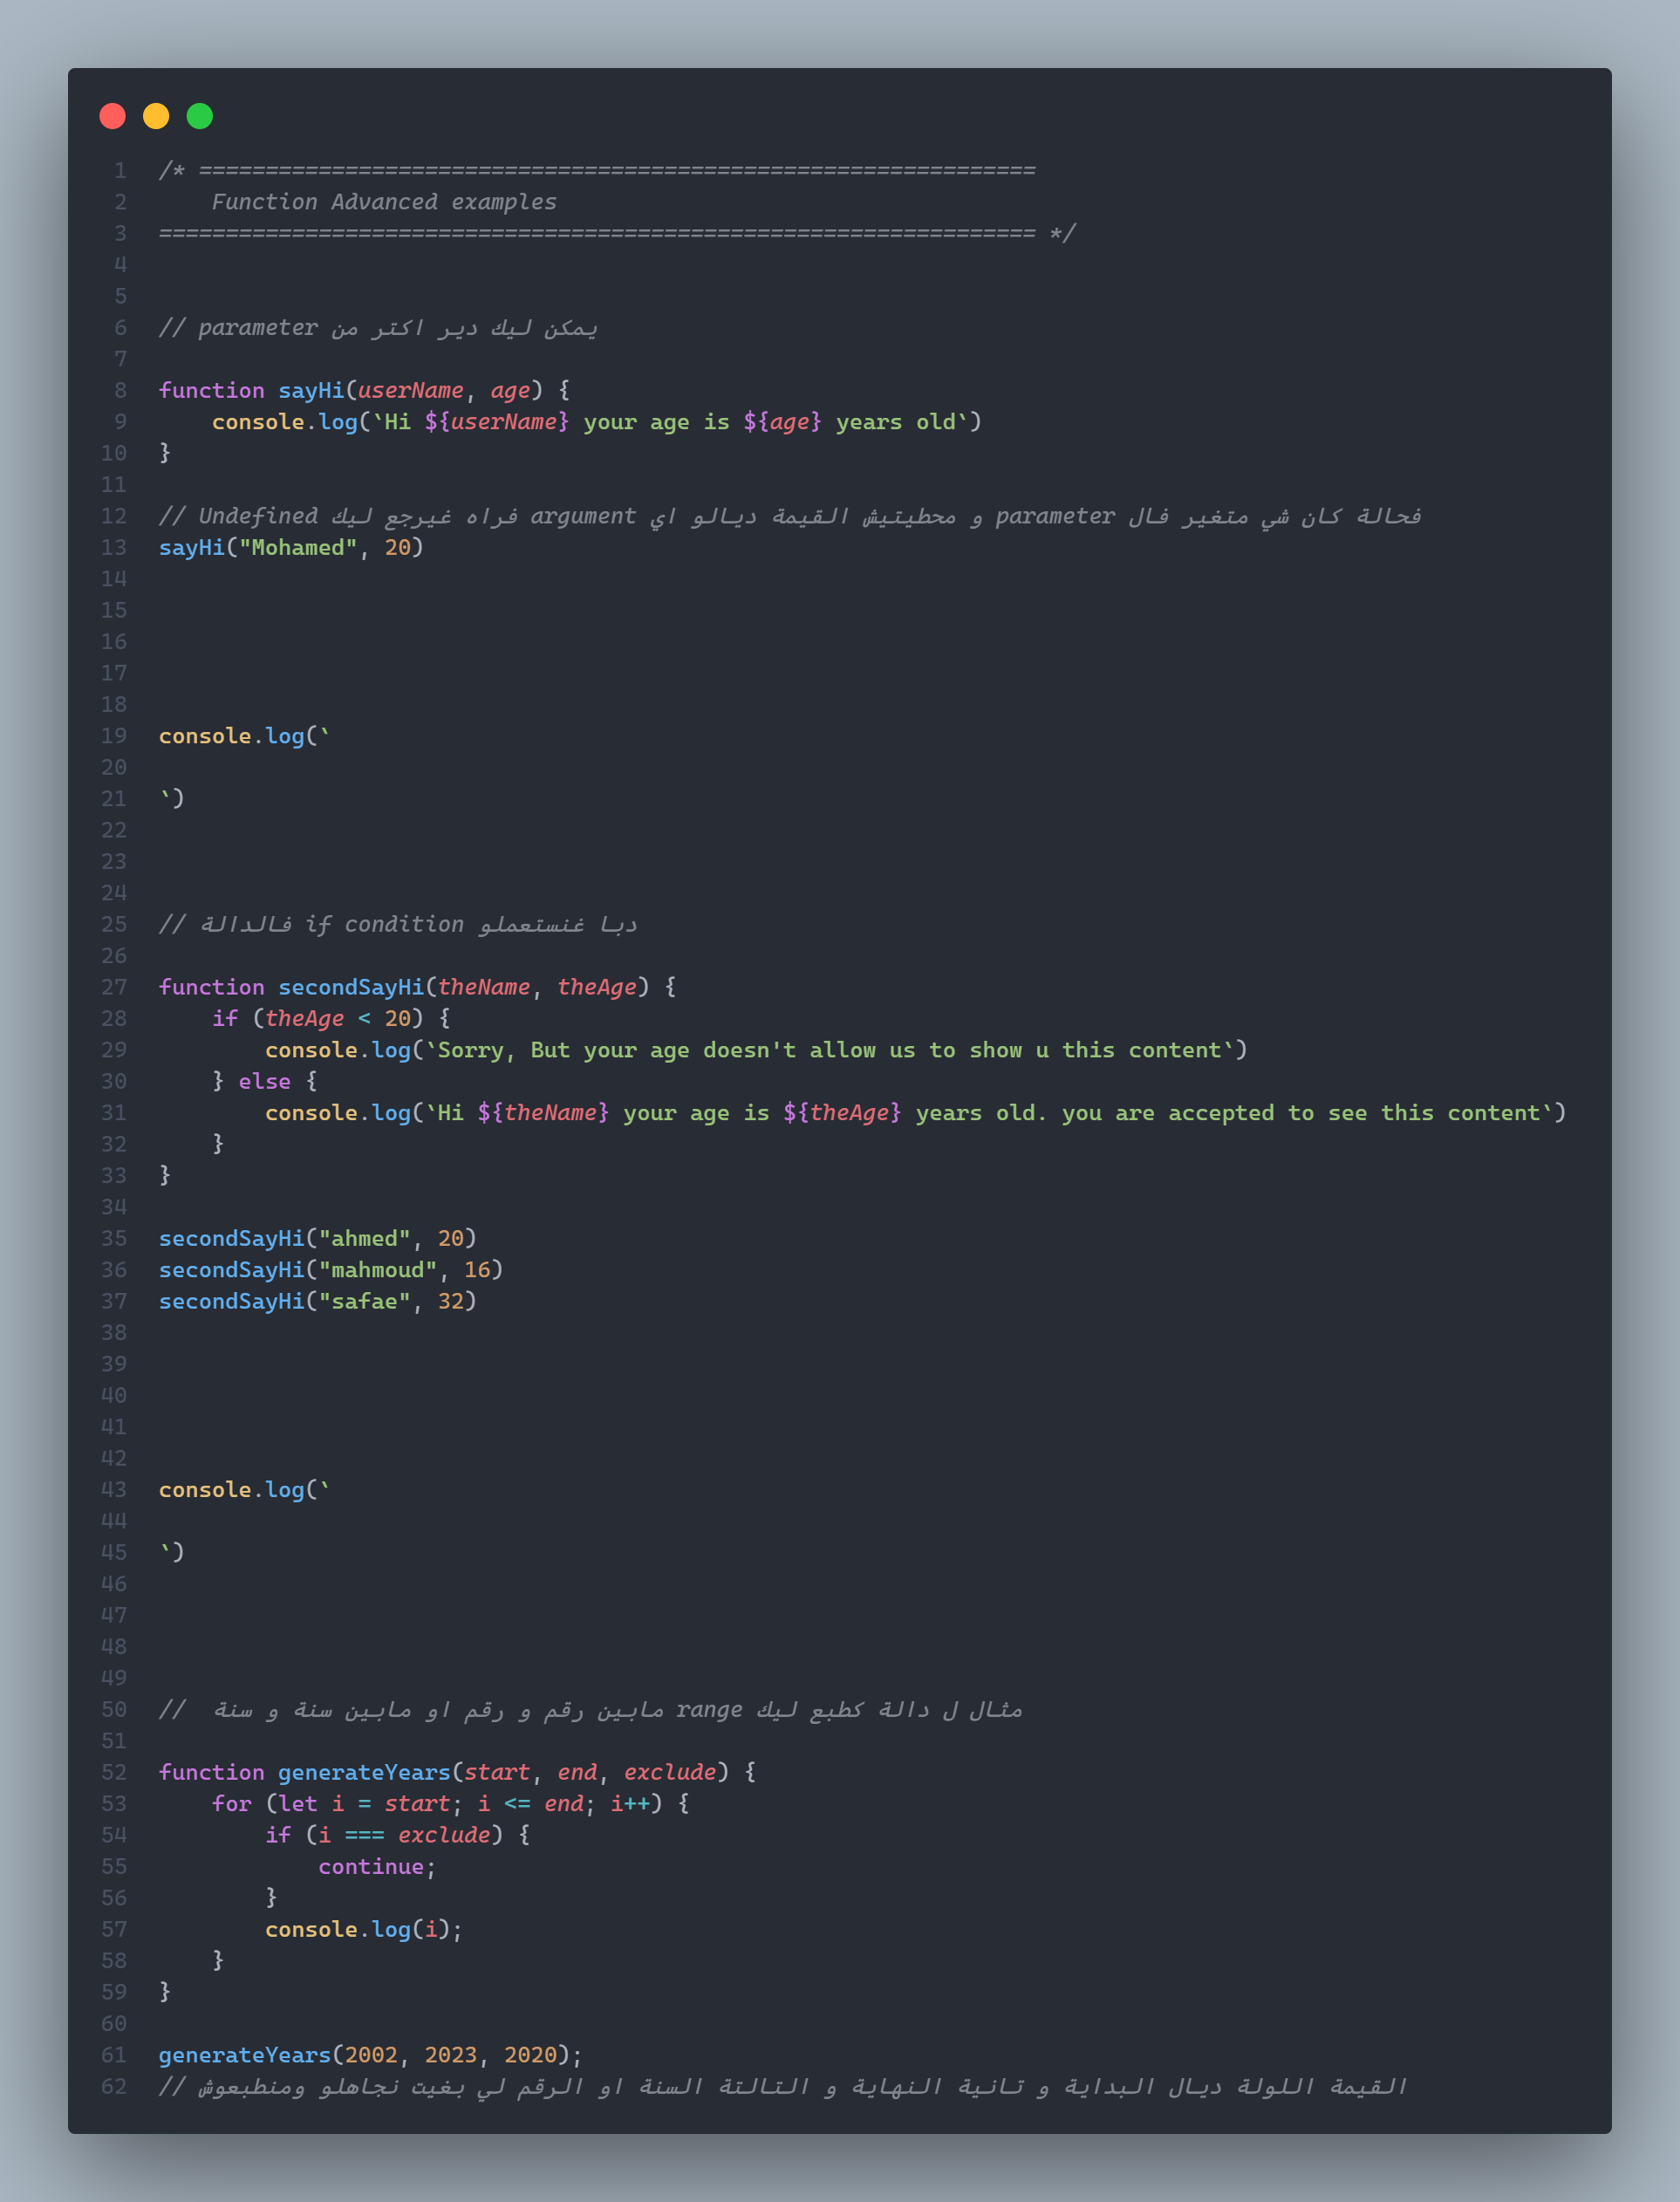 1 /* ===============================================================
2 Function Advanced examples
3 ================================================================== */
4
5
6 // parameter يمكن ليك دير اكتر من
7
8 function sayHi(userName, age) {
9 console.log(`Hi ${userName} your age is ${age} years old`)
10 }
11
12 // Undefined فراه غيرجع ليك argument و محطيتيش القيمة ديالو اي parameter فحالة كان شي متغير فال
13 sayHi("Mohamed", 20)
14
15
16
17
18
19 console.log(`
20
21 `)
22
23
24
25 // فالدالة if condition دبا غنستعملو
26
27 function secondSayHi(theName, theAge) {
28 if (theAge < 20) {
29 console.log(`Sorry, But your age doesn't allow us to show u this content`)
30 } else {
31 console.log(`Hi ${theName} your age is ${theAge} years old. you are accepted to see this content`)
32 }
33 }
34
35 secondSayHi("ahmed", 20)
36 secondSayHi("mahmoud", 16)
37 secondSayHi("safae", 32)
38
39
40
41
42
43 console.log(`
44
45 `)
46
47
48
49
50 // مابين رقم و رقم او مابين سنة و سنة range مثال ل دالة كطبع ليك
51
52 function generateYears(start, end, exclude) {
53 for (let i = start; i <= end; i++) {
54 if (i === exclude) {
55 continue;
56 }
57 console.log(i);
58 }
59 }
60
61 generateYears(2002, 2023, 2020);
62 // القيمة اللولة ديال البداية و تانية النهاية و التالتة السنة او الرقم لي بغيت نجاهلو ومنطبعوش